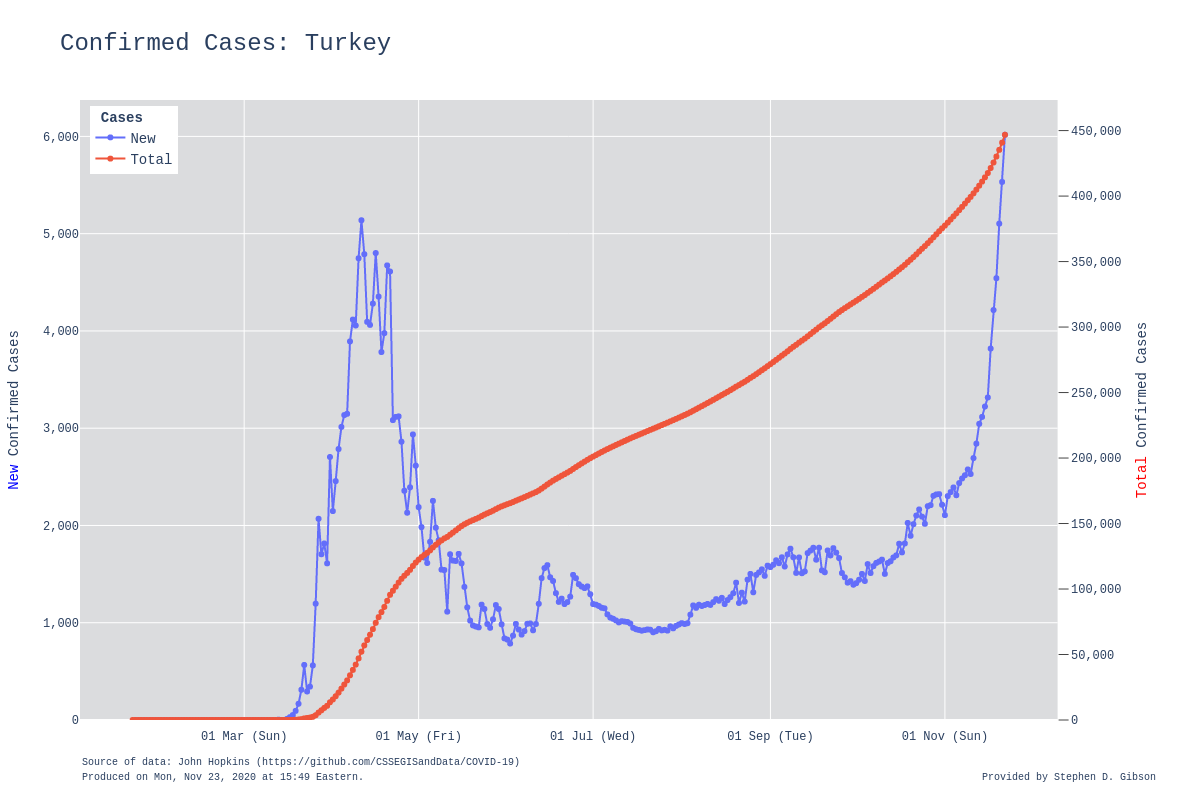 Confirmed Cases: Turkey
Cases
New
Total
6,000
5,000
4,000
3,000
2,000
1,000
0
New Confirmed Cases
450,000
400,000
350,000
300,000
250,000
200,000
150,000
100,000
50,000
0
Total Confirmed Cases
01 Mar (Sun)
01 May (Fri)
01 Jul (Wed)
01 Sep (Tue)
01 Nov (Sun)
Source of data: John Hopkins (https://github.com/CSSEGISandData/COVID-19)
Produced on Mon, Nov 23, 2020 at 15:49 Eastern.
Provided by Stephen D. Gibson